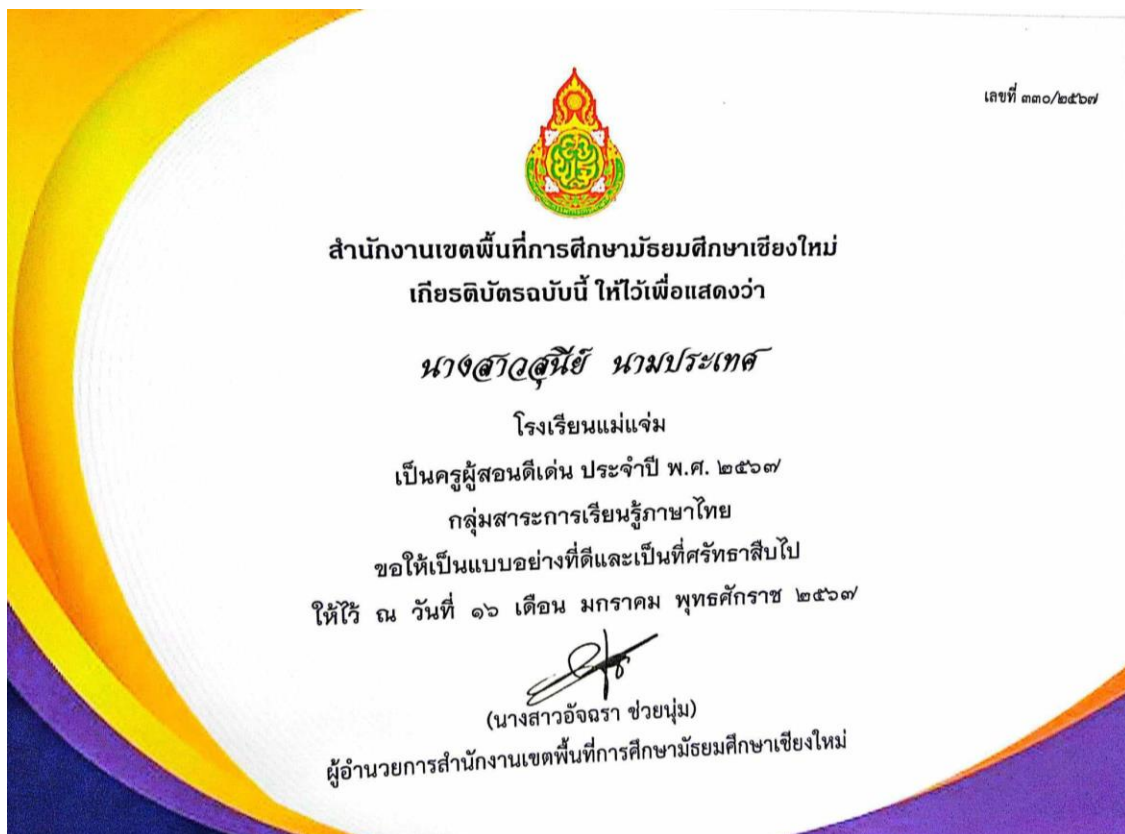 เลขที่ ๓๓๐/๒๕๖๗
สำนักงานเขตพื้นที่การศึกษามัธยมศึกษาเชียงใหม่
เกียรติบัตรฉบับนี้ ให้ไว้เพื่อแสดงว่า
นางสาวสุนีย์ นามประเทศ
โรงเรียนแม่แจ่ม
เป็นครูผู้สอนดีเด่น ประจำปี พ.ศ. ๒๕๖๗
กลุ่มสาระการเรียนรู้ภาษาไทย
ขอให้เป็นแบบอย่างที่ดีและเป็นที่ศรัทธาสืบไป
ให้ไว้ ณ วันที่ ๑๖ เดือน มกราคม พุทธศักราช ๒๕๖๗
(นางสาวอัจฉรา ช่วยนุ่ม)
ผู้อำนวยการสำนักงานเขตพื้นที่การศึกษามัธยมศึกษาเชียงใหม่